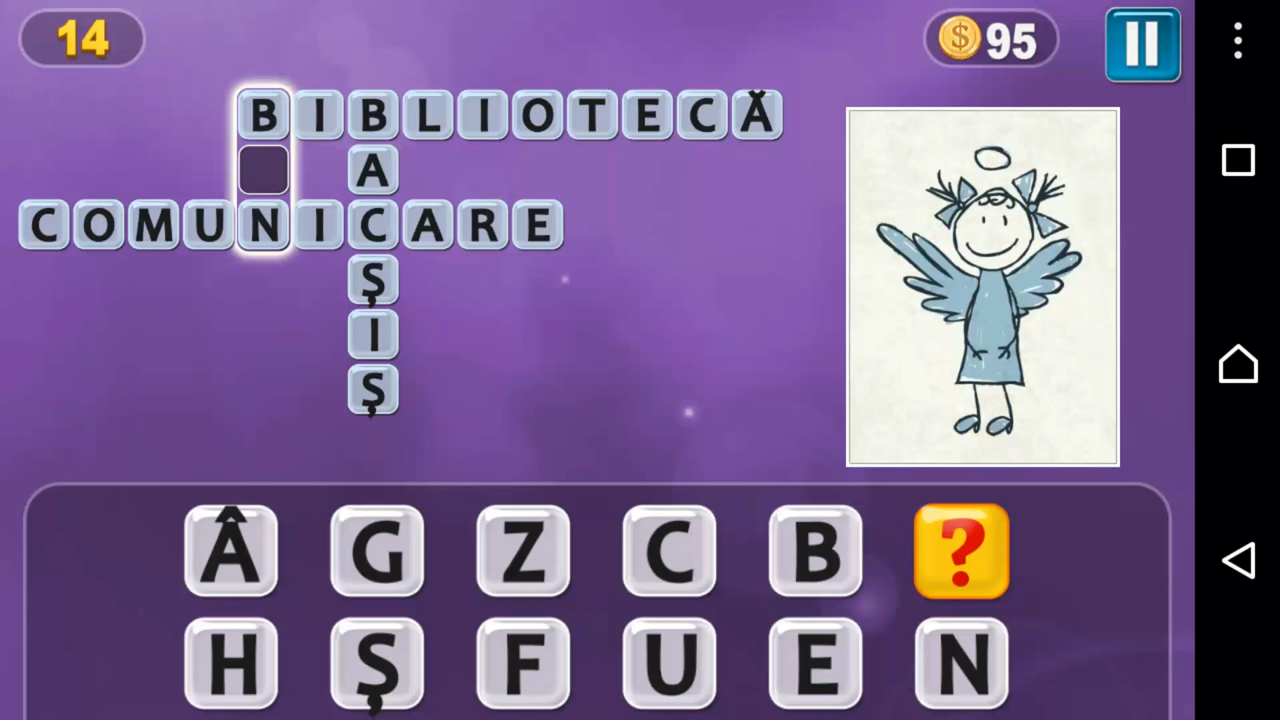 14
$ 95
BIBLIOTECĂ
A
COMUNICARE
Ş
I
Ş
Â G Z C B ?
H Ş F U E N